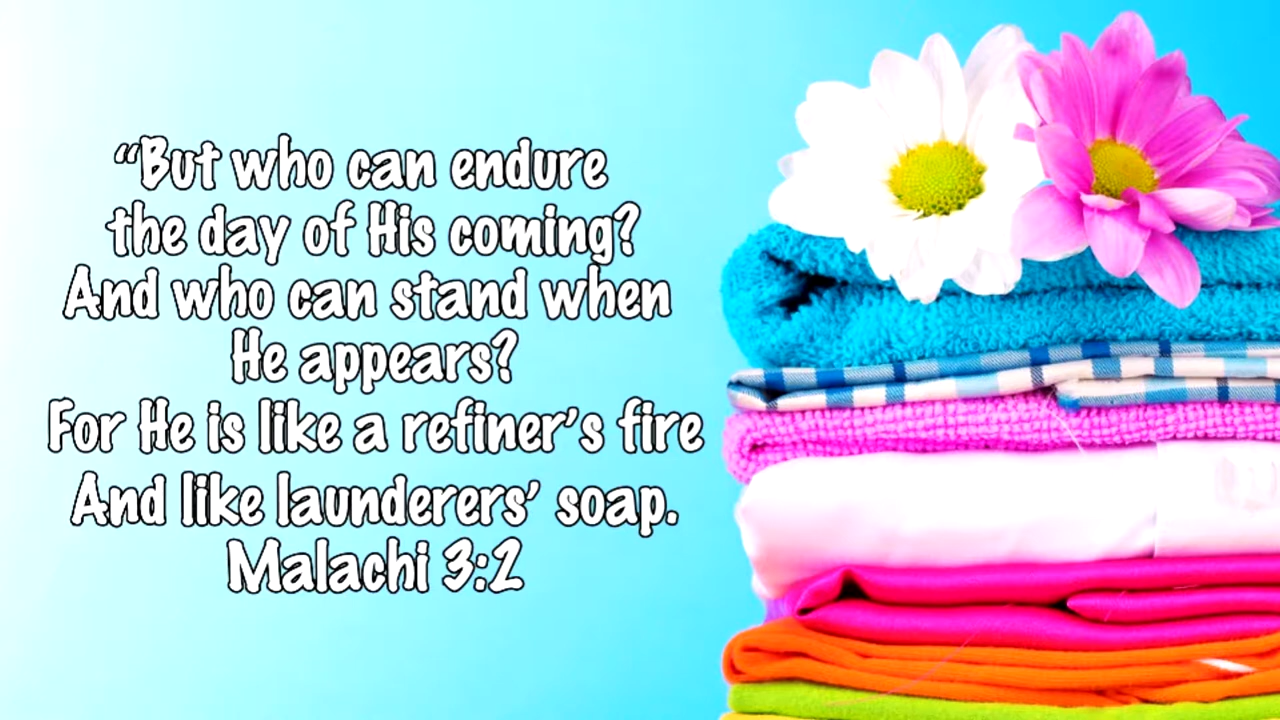 “But who can endure
the day of His coming?
And who can stand when
He appears?
For He is like a refiner’s fire
And like launderers’ soap.
Malachi 3:2